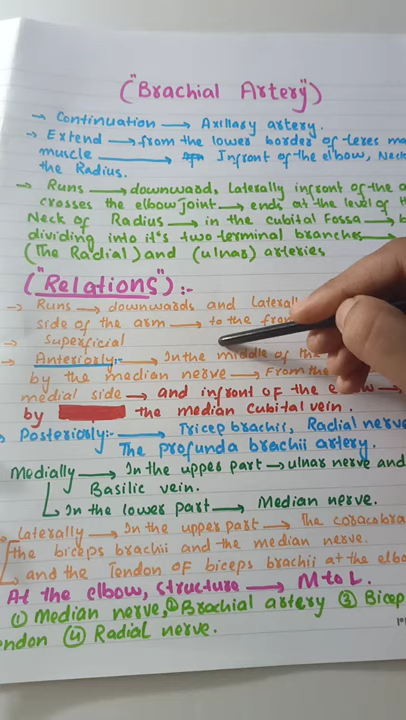 ("Brachial Artery")
→ Continuation → Axillary artery.
→ Extend → from the lower border of teres
muscle → Infront of the elbow, Neck
the Radius.
→ Runs → downward, laterally infront of the
crosses the elbow joint → ends at the level of
Neck of Radius → in the cubital Fossa →
dividing into it's two terminal branches →
(The Radial) and (ulnar) arteries
("Relations") :-
→ Runs → downwards and
side of the arm → to the
→ Superficial
→ Anteriorly:- → In the middle of the
by the median nerve → From the
medial side → and infront of the →
by the median Cubital vein.
Posteriorly:- → Tricep brachii, Radial nerve
The profunda brachii artery.
Medially → In the upper part → ulnar nerve and
Basilic vein.
In the lower part → Median nerve.
Laterally → In the upper part → The
the biceps brachii and the median nerve.
and the Tendon OF biceps brachii at the
At the elbow, structure → M to L.
① Median nerve, ② Brachial artery ③
④ Radial nerve.